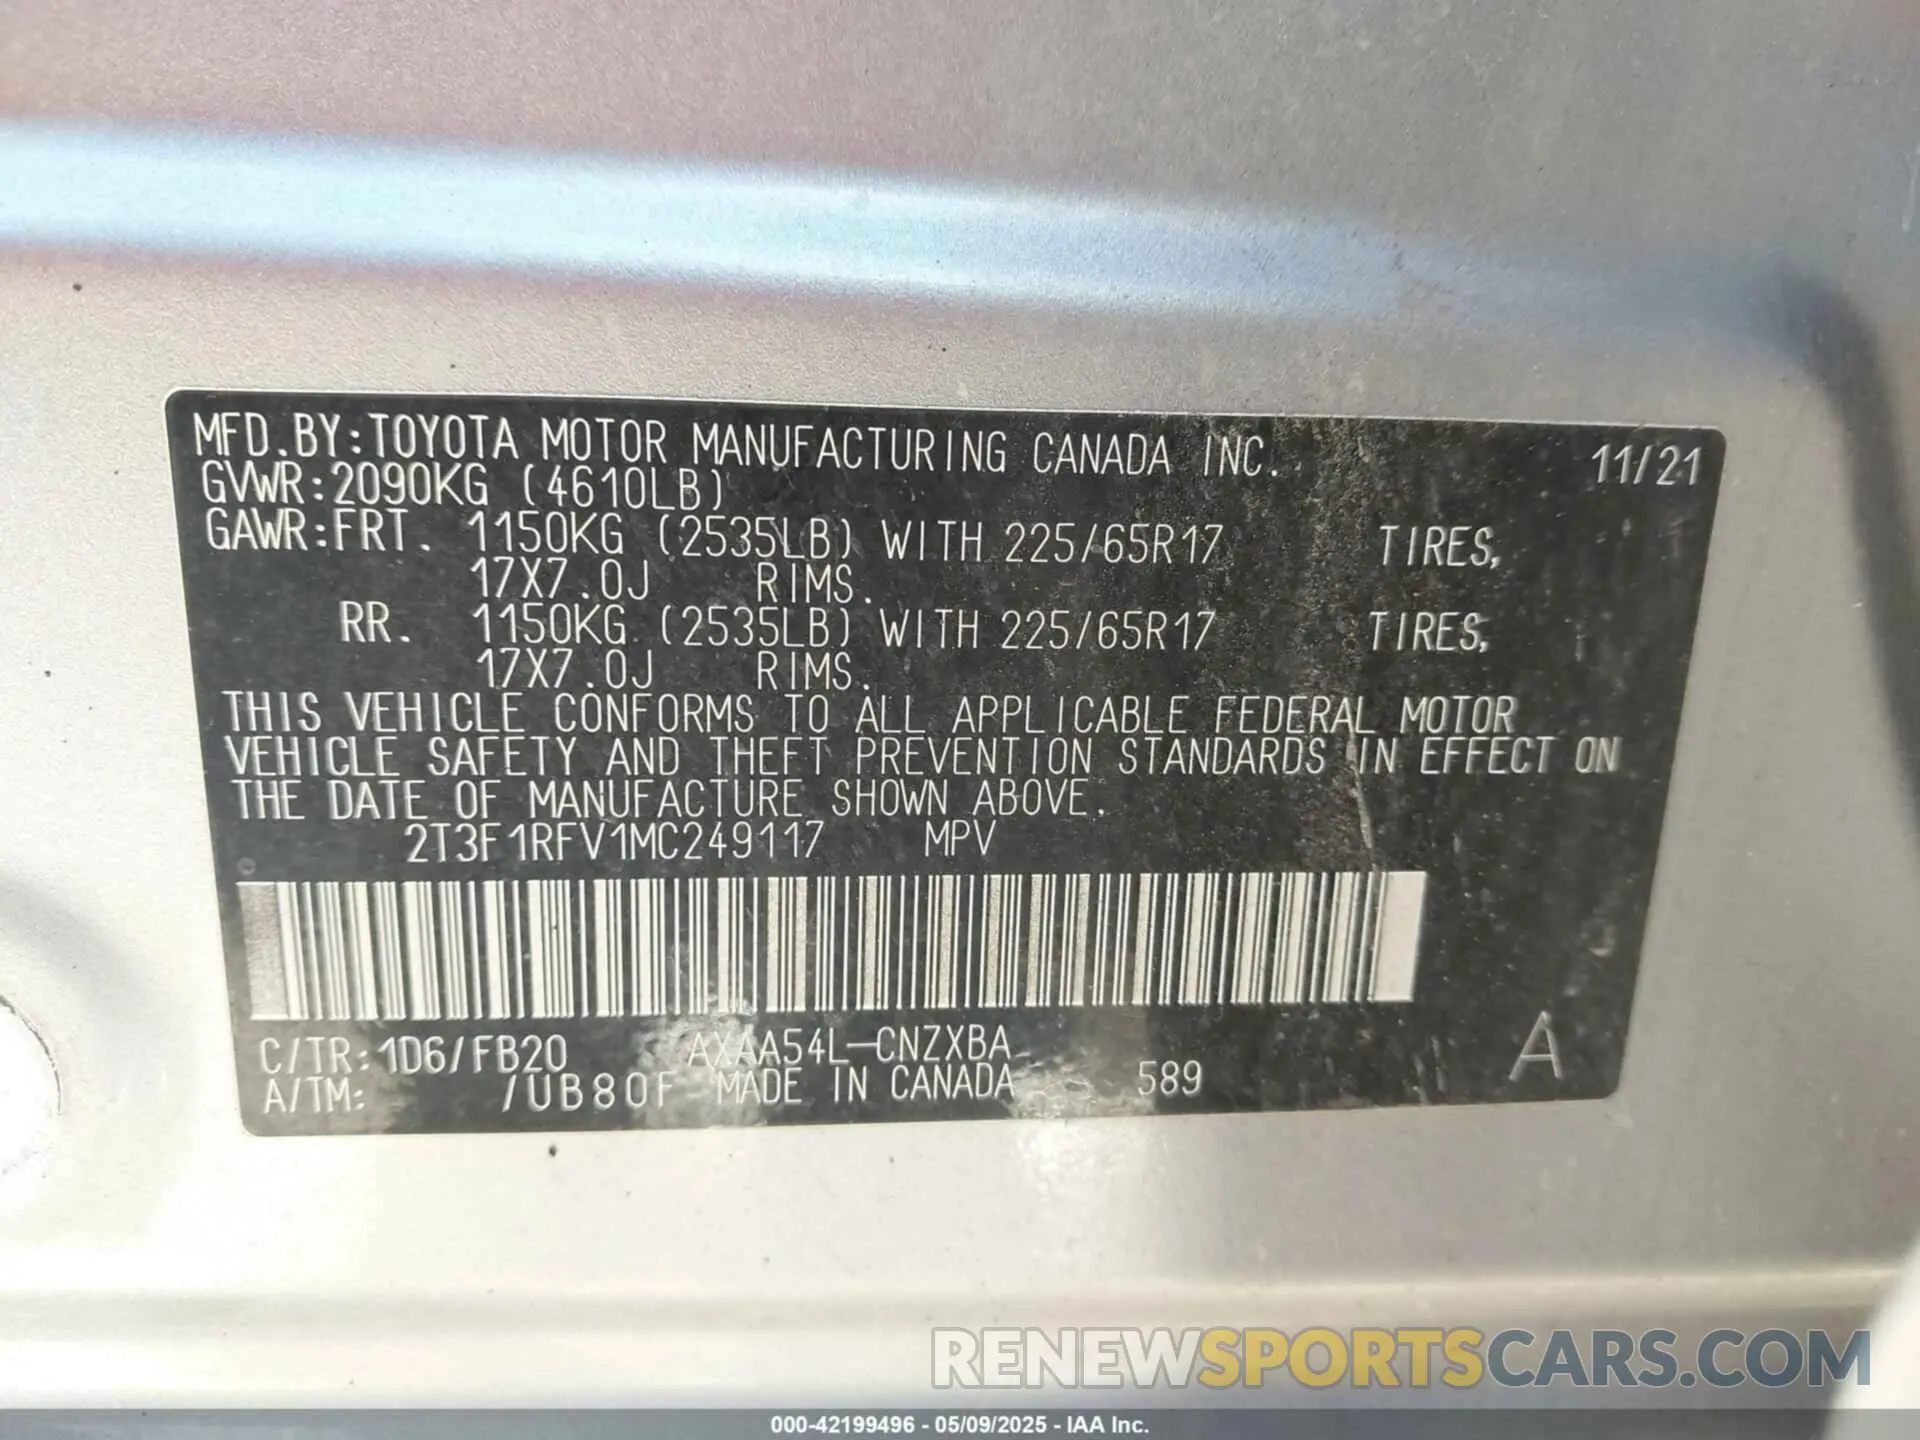 MFD.BY:TOYOTA MOTOR MANUFACTURING CANADA INC. 11/21
GVWR:2090KG (4610LB)
GAWR:FRT. 1150KG (2535LB) WITH 225/65R17 TIRES,
17X7.0J RIMS.
RR. 1150KG (2535LB) WITH 225/65R17 TIRES,
17X7.0J RIMS.
THIS VEHICLE CONFORMS TO ALL APPLICABLE FEDERAL MOTOR
VEHICLE SAFETY AND THEFT PREVENTION STANDARDS IN EFFECT ON
THE DATE OF MANUFACTURE SHOWN ABOVE.
2T3F1RFV1MC249117 MPV
C/TR:1D6/FB20 AXAA54L-CNZXBA
A/TM: /UB80F MADE IN CANADA 589 A
RENEWSPORTSCARS.COM
000-42199496 - 05/09/2025 - IAA Inc.